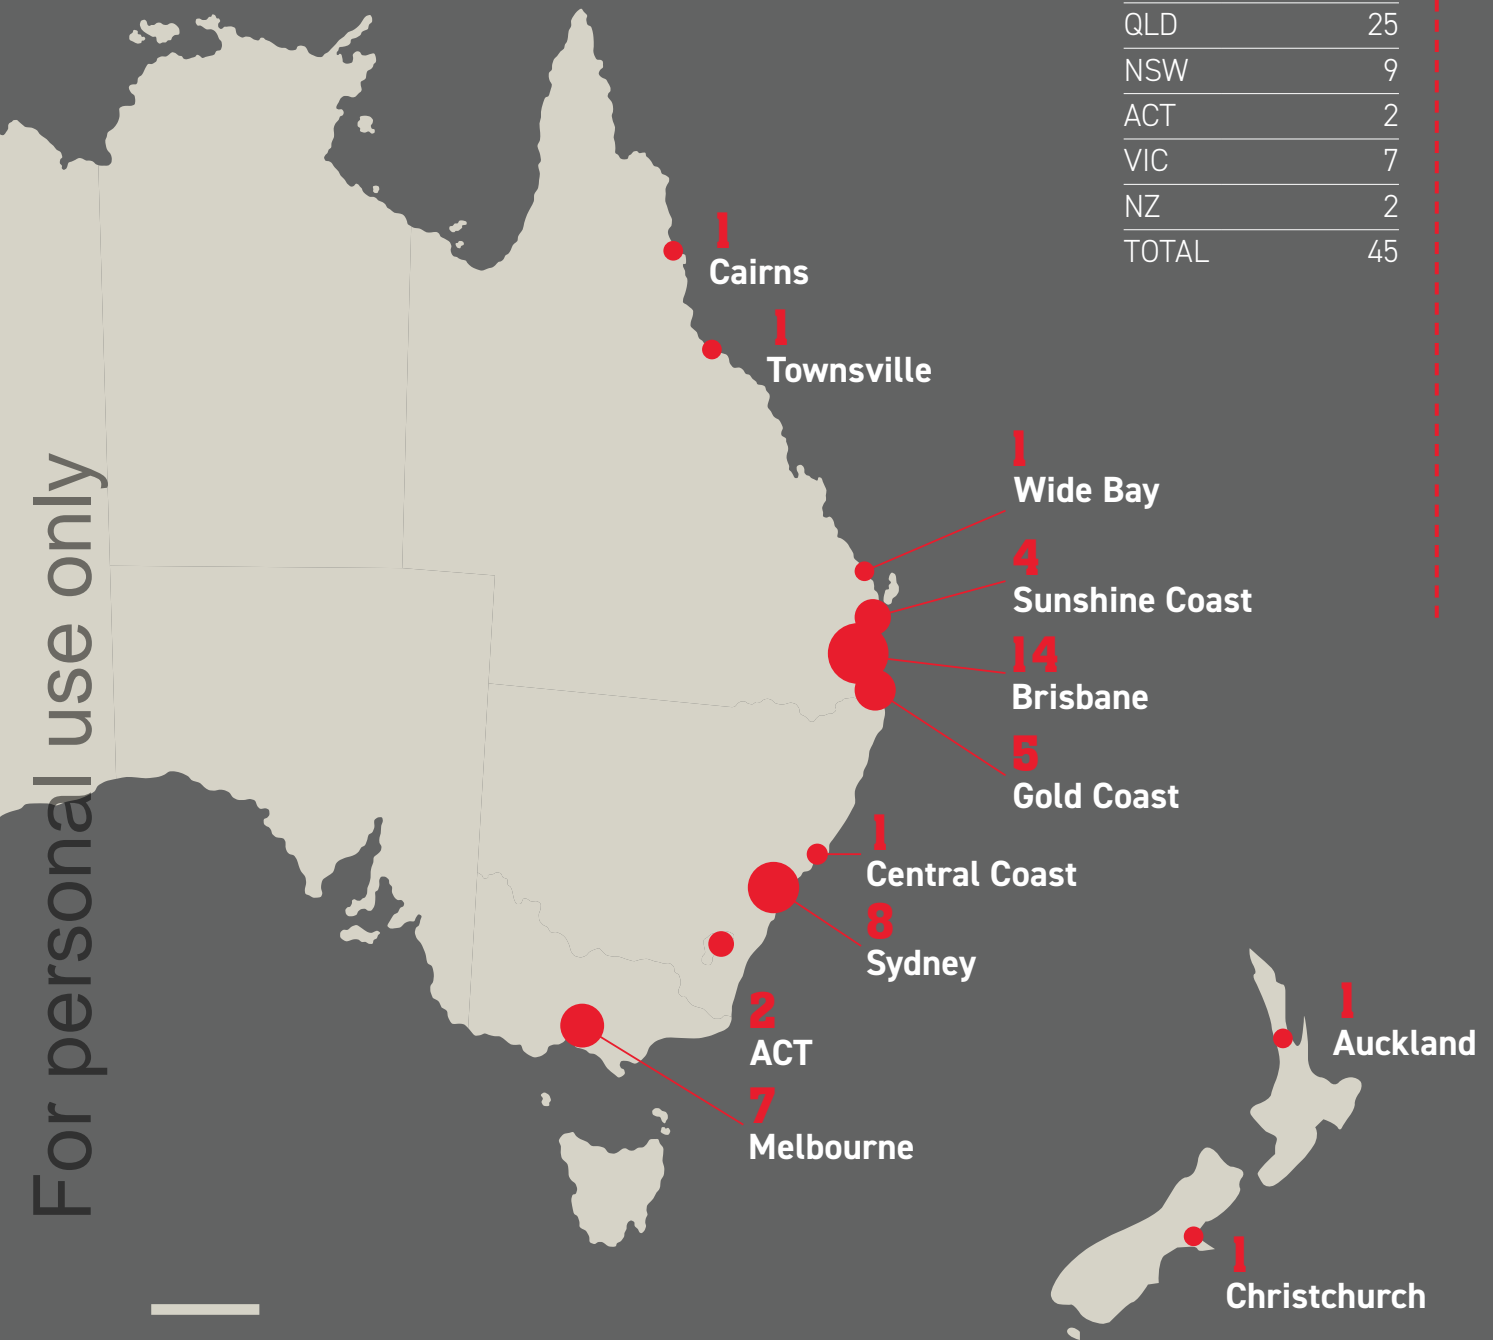 QLD 25
NSW 9
ACT 2
VIC 7
NZ 2
TOTAL 45
1
Cairns
1
Townsville
1
Wide Bay
4
Sunshine Coast
14
Brisbane
5
Gold Coast
1
Central Coast
8
Sydney
2
ACT
7
Melbourne
1
Auckland
1
Christchurch
For personal use only